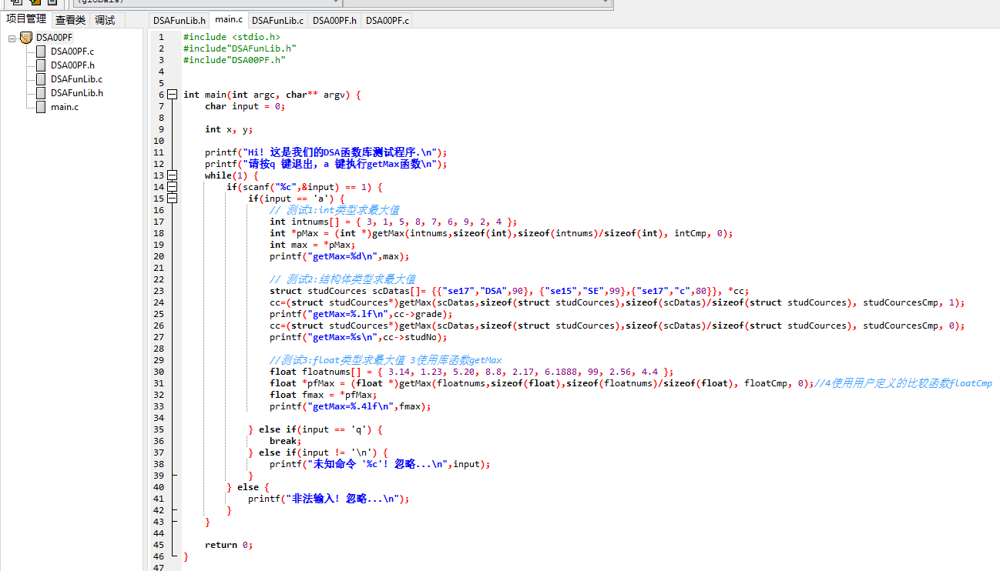 (globals)
项目管理 查看类 调试
DSA00PF
DSA00PF.c
DSA00PF.h
DSAFunLib.c
DSAFunLib.h
main.c
DSAFunLib.h main.c DSAFunLib.c DSA00PF.h DSA00PF.c
1 #include <stdio.h>
2 #include"DSAFunLib.h"
3 #include"DSA00PF.h"
4
5
6 int main(int argc, char** argv) {
7 char input = 0;
8
9 int x, y;
10
11 printf("Hi! 这是我们的DSA函数库测试程序.\n");
12 printf("请按q 键退出，a 键执行getMax函数\n");
13 while(1) {
14 if(scanf("%c",&input) == 1) {
15 if(input == 'a') {
16 // 测试1:int类型求最大值
17 int intnums[] = { 3, 1, 5, 8, 7, 6, 9, 2, 4 };
18 int *pMax = (int *)getMax(intnums,sizeof(int),sizeof(intnums)/sizeof(int), intCmp, 0);
19 int max = *pMax;
20 printf("getMax=%d\n",max);
21
22 // 测试2:结构体类型求最大值
23 struct studCources scDatas[]= {{"se17","DSA",90}, {"se15","SE",99},{"se17","c",80}}, *cc;
24 cc=(struct studCources*)getMax(scDatas,sizeof(struct studCources),sizeof(scDatas)/sizeof(struct studCources), studCourcesCmp, 1);
25 printf("getMax=%.lf\n",cc->grade);
26 cc=(struct studCources*)getMax(scDatas,sizeof(struct studCources),sizeof(scDatas)/sizeof(struct studCources), studCourcesCmp, 0);
27 printf("getMax=%s\n",cc->studNo);
28
29 //测试3:float类型求最大值 3使用库函数getMax
30 float floatnums[] = { 3.14, 1.23, 5.20, 8.8, 2.17, 6.1888, 99, 2.56, 4.4 };
31 float *pfMax = (float *)getMax(floatnums,sizeof(float),sizeof(floatnums)/sizeof(float), floatCmp, 0);//4使用用户定义的比较函数floatCmp
32 float fmax = *pfMax;
33 printf("getMax=%.4lf\n",fmax);
34
35 } else if(input == 'q') {
36 break;
37 } else if(input != '\n') {
38 printf("未知命令 '%c'! 忽略...\n",input);
39 }
40 } else {
41 printf("非法输入! 忽略...\n");
42 }
43 }
44
45 return 0;
46 }
47